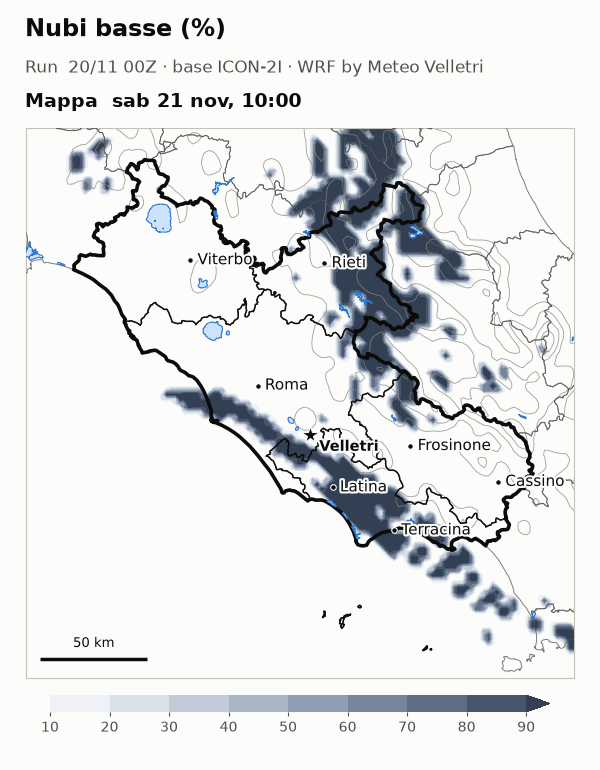 Nubi basse (%)
Run  20/11 00Z · base ICON-2I · WRF by Meteo Velletri
Mappa  sab 21 nov, 10:00
Viterbo
Rieti
Roma
Velletri
Frosinone
Latina
Cassino
Terracina
50 km
10 20 30 40 50 60 70 80 90